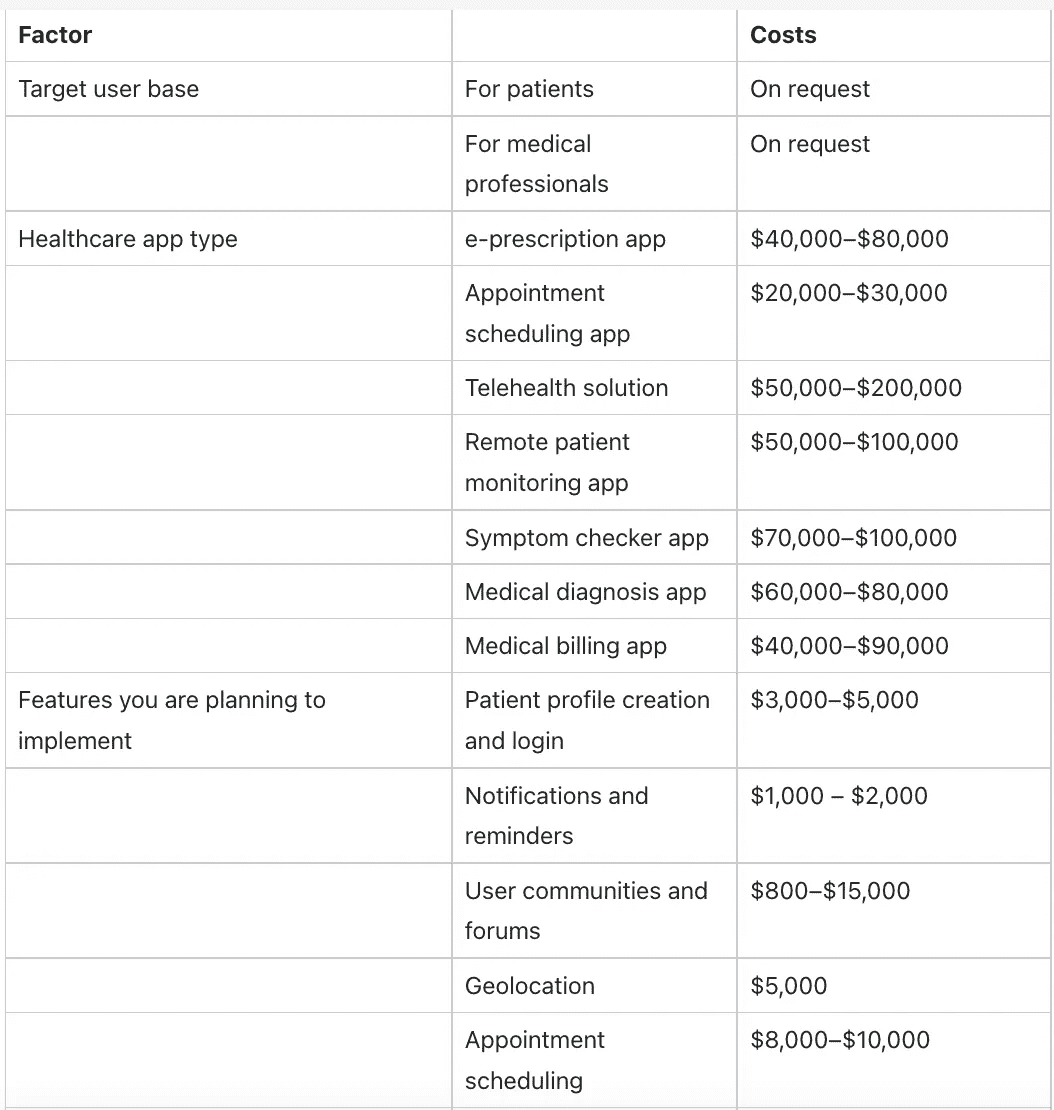 Factor Costs
Target user base For patients On request
For medical On request
professionals
Healthcare app type e-prescription app $40,000–$80,000
Appointment $20,000–$30,000
scheduling app
Telehealth solution $50,000–$200,000
Remote patient $50,000–$100,000
monitoring app
Symptom checker app $70,000–$100,000
Medical diagnosis app $60,000–$80,000
Medical billing app $40,000–$90,000
Features you are planning to Patient profile creation $3,000–$5,000
implement and login
Notifications and $1,000 – $2,000
reminders
User communities and $800–$15,000
forums
Geolocation $5,000
Appointment $8,000–$10,000
scheduling